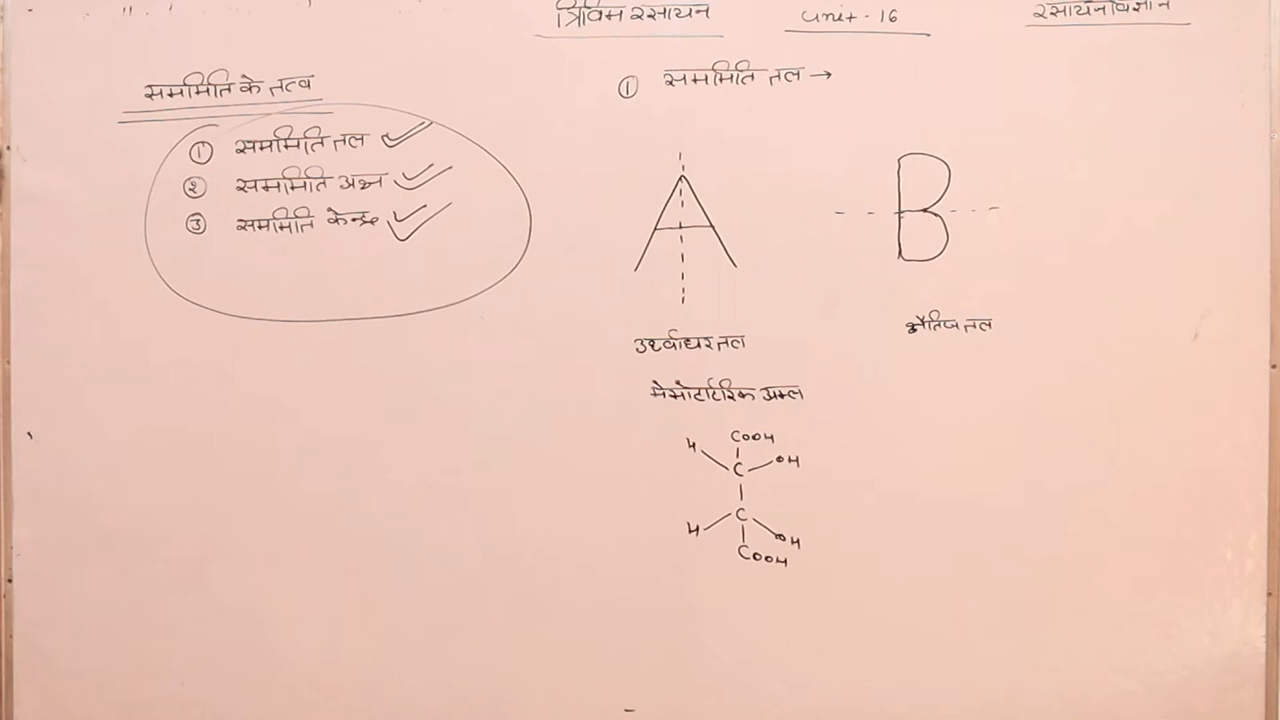 त्रिविम रसायन unit - 16 रसायनविज्ञान
सममिति के तत्व
① सममिति तल
② सममिति अक्ष
③ सममिति केन्द्र
① सममिति तल →
A B
उर्ध्वाधर तल
क्षैतिज तल
मेसोटार्टरिक अम्ल
COOH
H C OH
H C OH
COOH